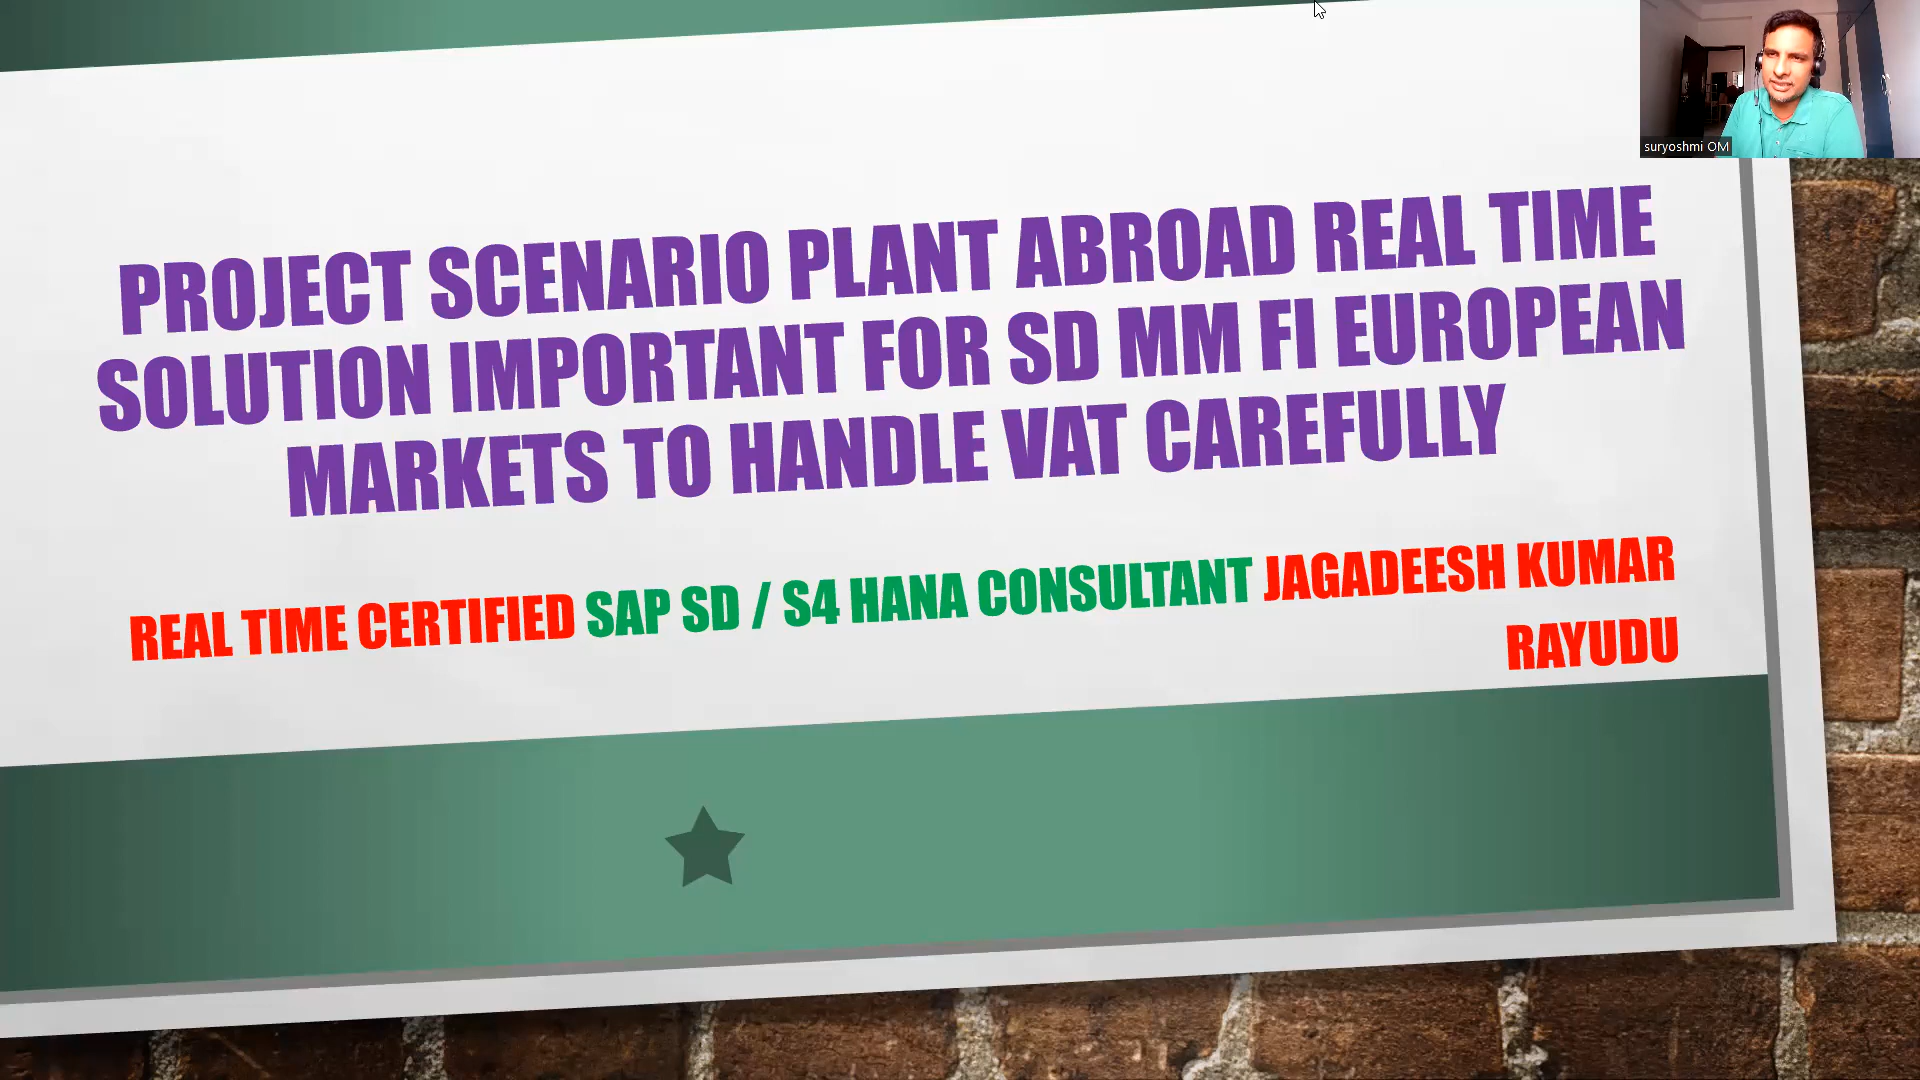 suryoshmi OM
PROJECT SCENARIO PLANT ABROAD REAL TIME
SOLUTION IMPORTANT FOR SD MM FI EUROPEAN
MARKETS TO HANDLE VAT CAREFULLY
REAL TIME CERTIFIED SAP SD / S4 HANA CONSULTANT JAGADEESH KUMAR
RAYUDU